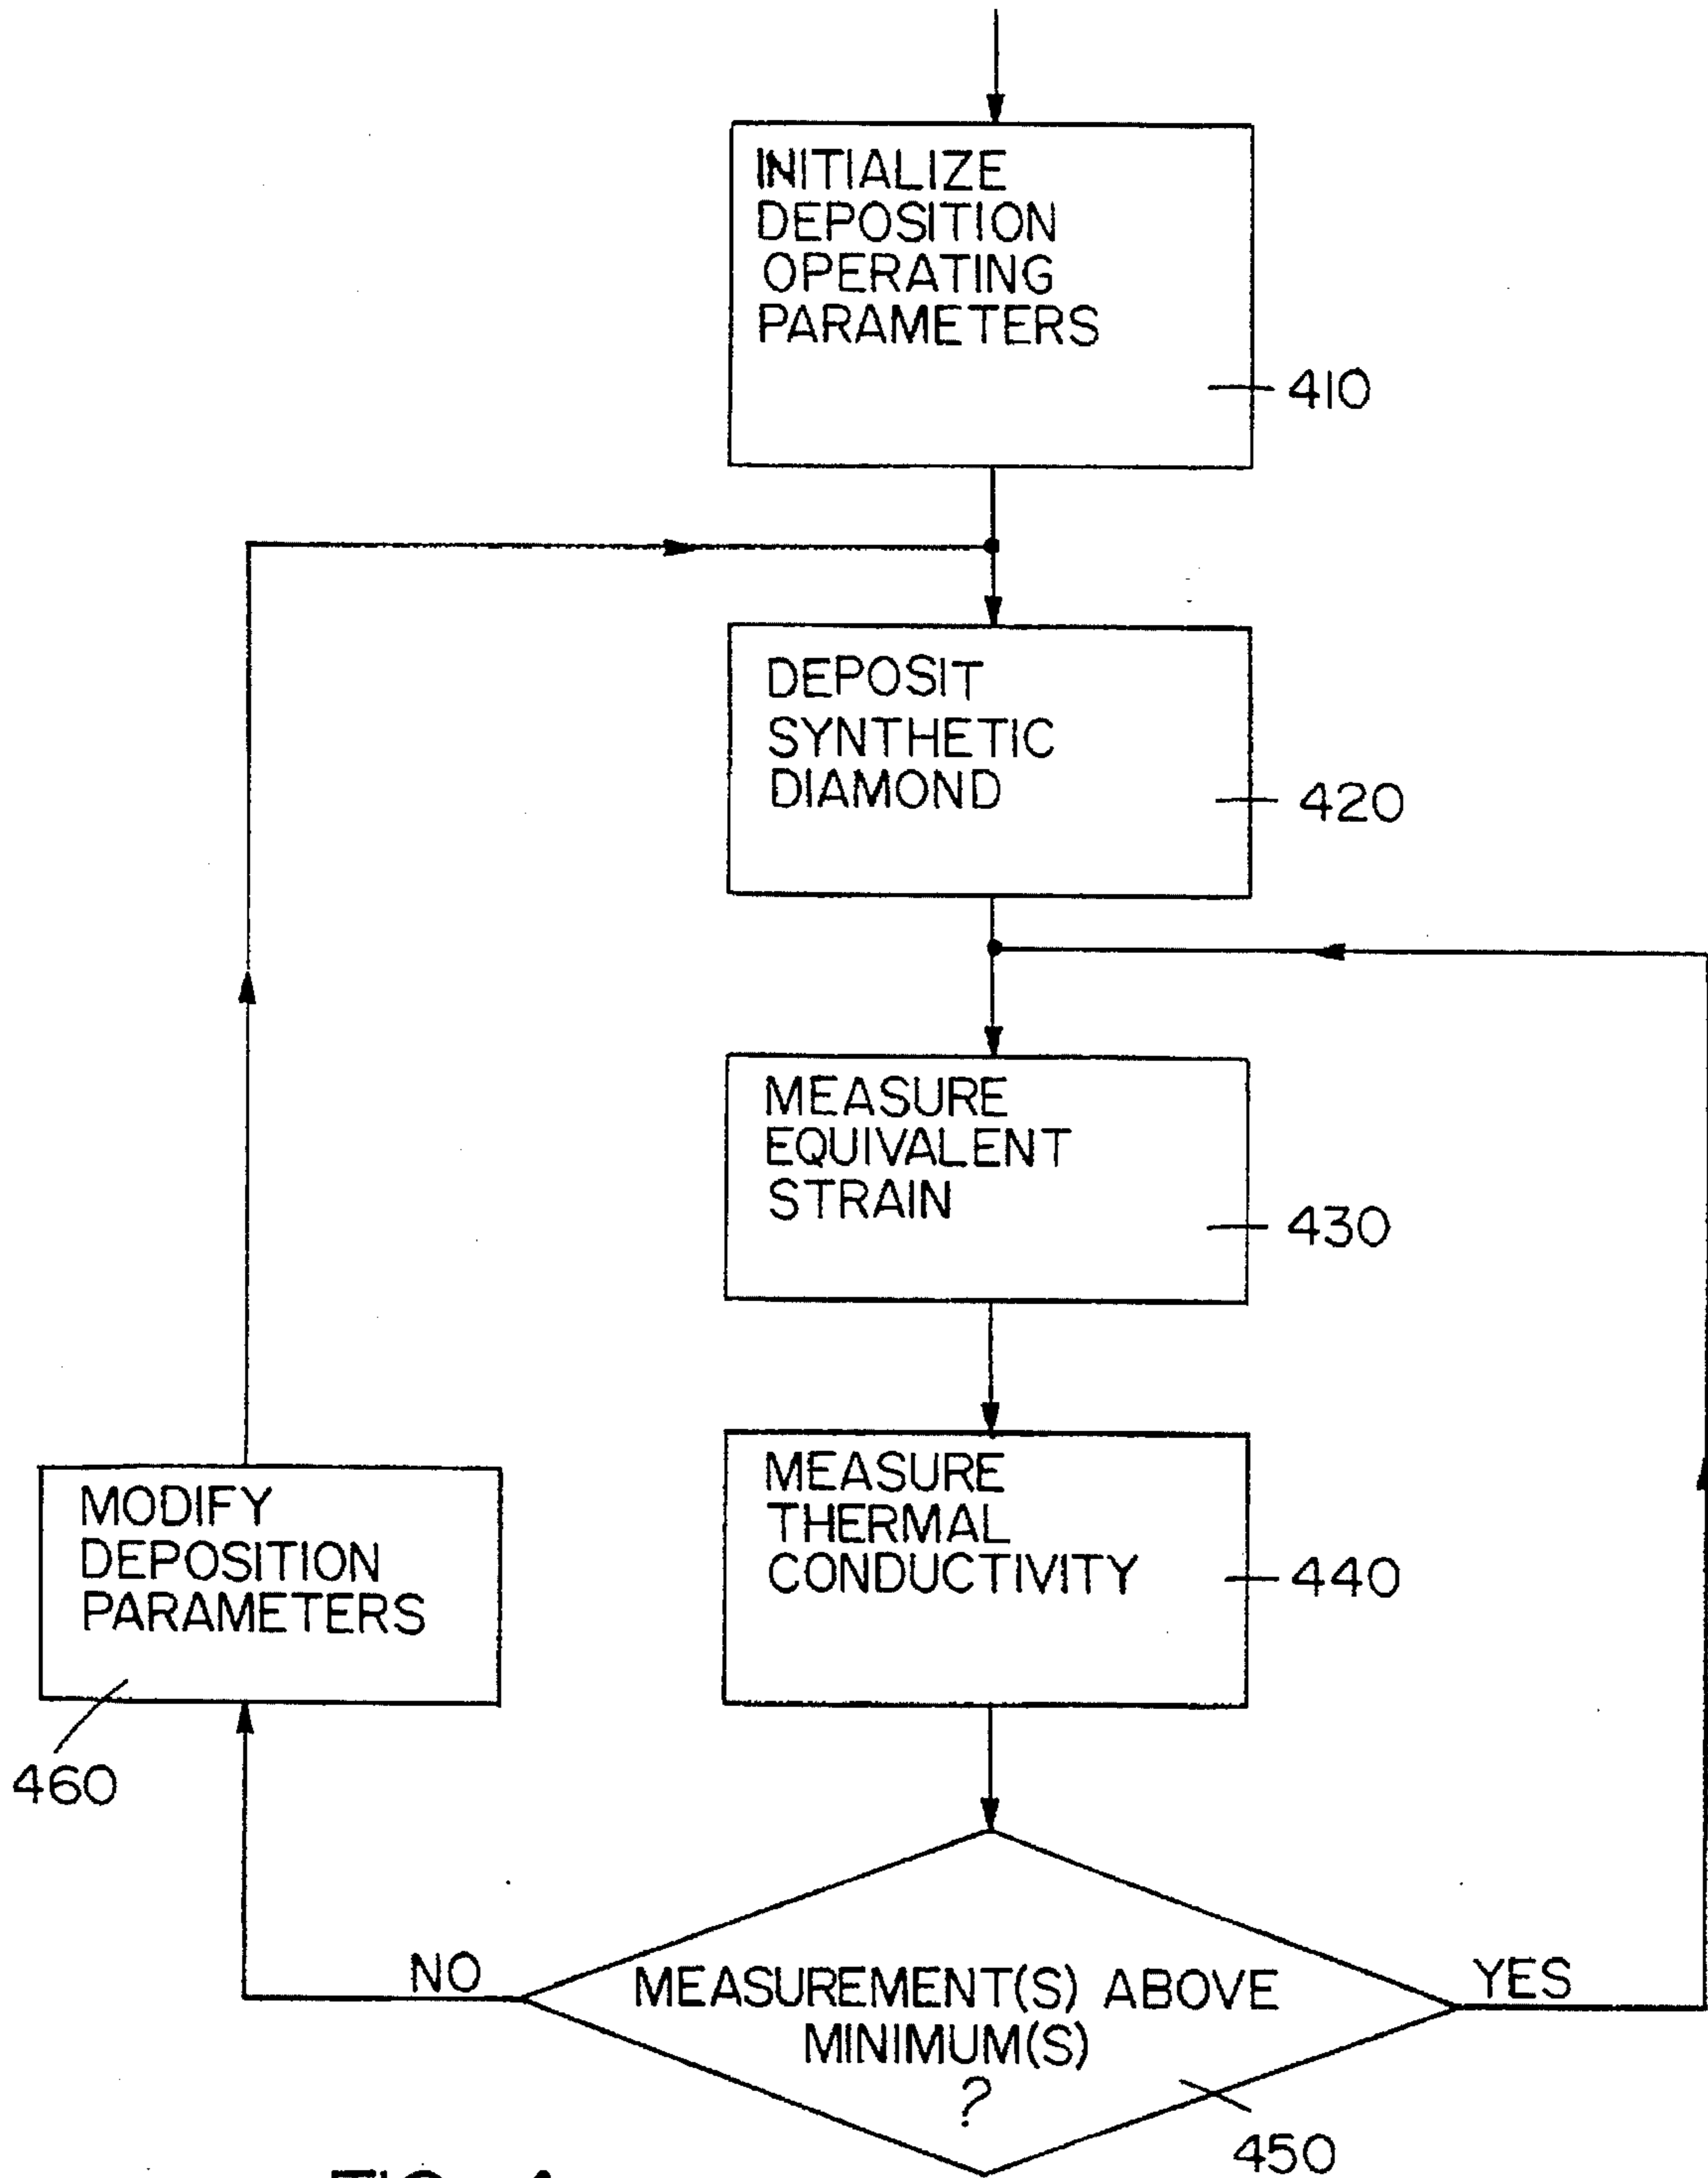 INITIALIZE
DEPOSITION
OPERATING
PARAMETERS
410
DEPOSIT
SYNTHETIC
DIAMOND
420
MEASURE
EQUIVALENT
STRAIN
430
MEASURE
THERMAL
CONDUCTIVITY
440
MODIFY
DEPOSITION
PARAMETERS
460
NO
MEASUREMENT(S) ABOVE
MINIMUM(S)
?
YES
450